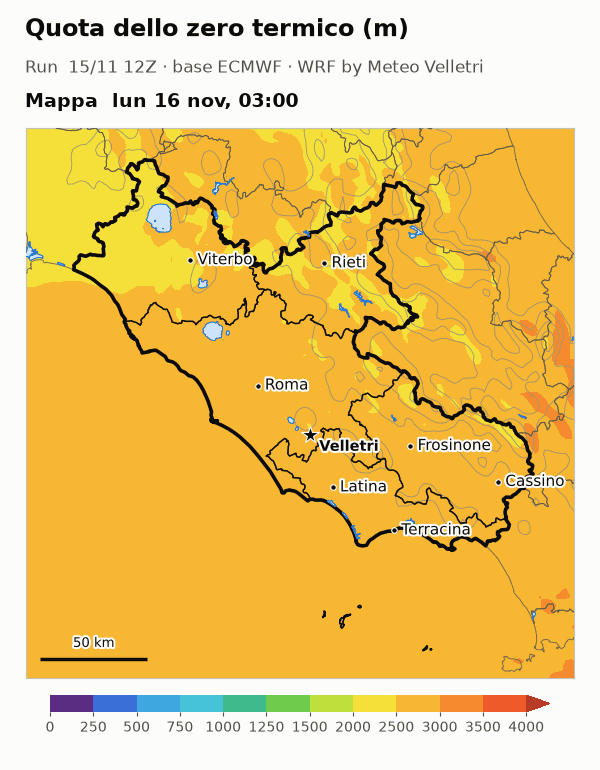 Quota dello zero termico (m)
Run  15/11 12Z · base ECMWF · WRF by Meteo Velletri
Mappa  lun 16 nov, 03:00
Viterbo
Rieti
Roma
Velletri
Frosinone
Cassino
Latina
Terracina
50 km
0 250 500 750 1000 1250 1500 2000 2500 3000 3500 4000